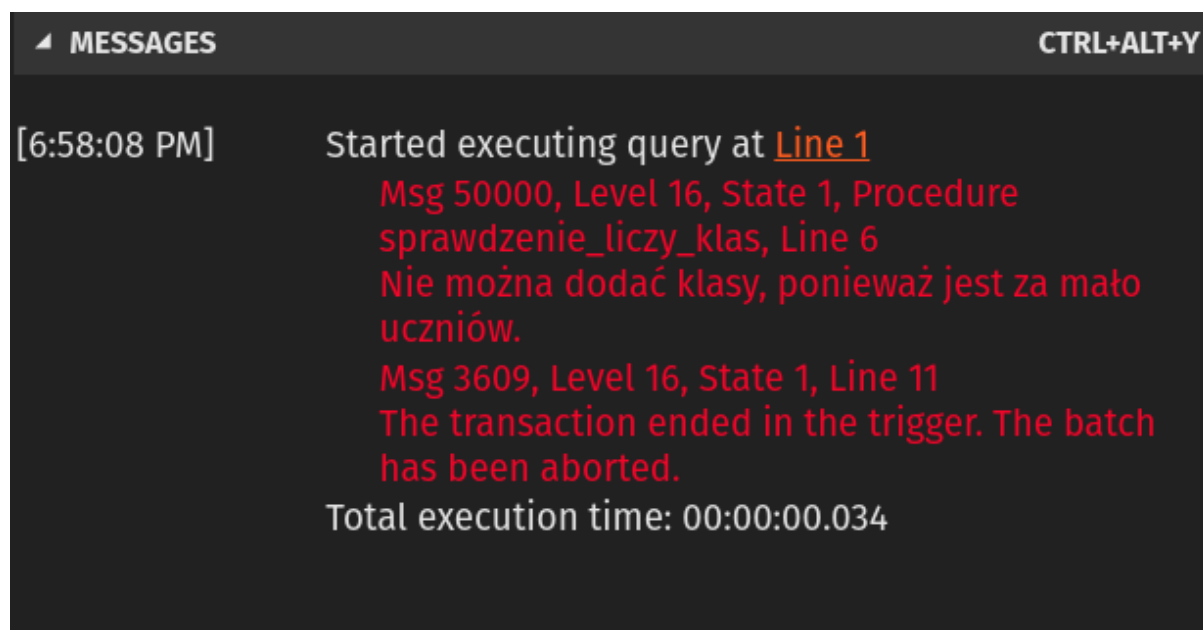 MESSAGES CTRL+ALT+Y
[6:58:08 PM] Started executing query at Line 1
Msg 50000, Level 16, State 1, Procedure
sprawdzenie_liczy_klas, Line 6
Nie można dodać klasy, ponieważ jest za mało
uczniów.
Msg 3609, Level 16, State 1, Line 11
The transaction ended in the trigger. The batch
has been aborted.
Total execution time: 00:00:00.034